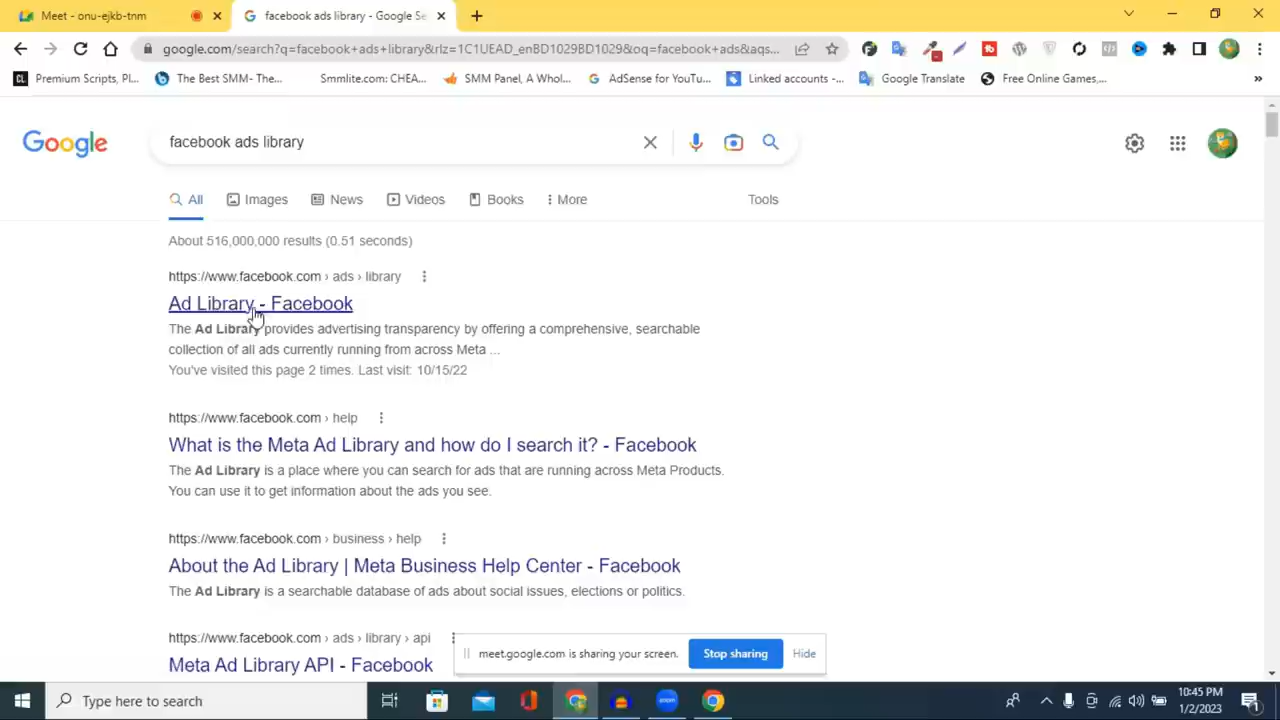 Meet - onu-ejkb-tnm
facebook ads library - Google Se
google.com/search?q=facebook+ads+library&rlz=1C1UEAD_enBD1029BD1029&oq=facebook+ads&aqs...
Premium Scripts, Pl...
The Best SMM- The...
Smmlite.com: CHEA...
SMM Panel, A Whol...
AdSense for YouTu...
Linked accounts -...
Google Translate
Free Online Games,...
»
Google
facebook ads library
All
Images
News
Videos
Books
More
Tools
About 516,000,000 results (0.51 seconds)
https://www.facebook.com › ads › library
Ad Library - Facebook
The Ad Library provides advertising transparency by offering a comprehensive, searchable
collection of all ads currently running from across Meta ...
You've visited this page 2 times. Last visit: 10/15/22
https://www.facebook.com › help
What is the Meta Ad Library and how do I search it? - Facebook
The Ad Library is a place where you can search for ads that are running across Meta Products.
You can use it to get information about the ads you see.
https://www.facebook.com › business › help
About the Ad Library | Meta Business Help Center - Facebook
The Ad Library is a searchable database of ads about social issues, elections or politics.
https://www.facebook.com › ads › library › api
Meta Ad Library API - Facebook
meet.google.com is sharing your screen.
Stop sharing
Hide
Type here to search
10:45 PM
1/2/2023